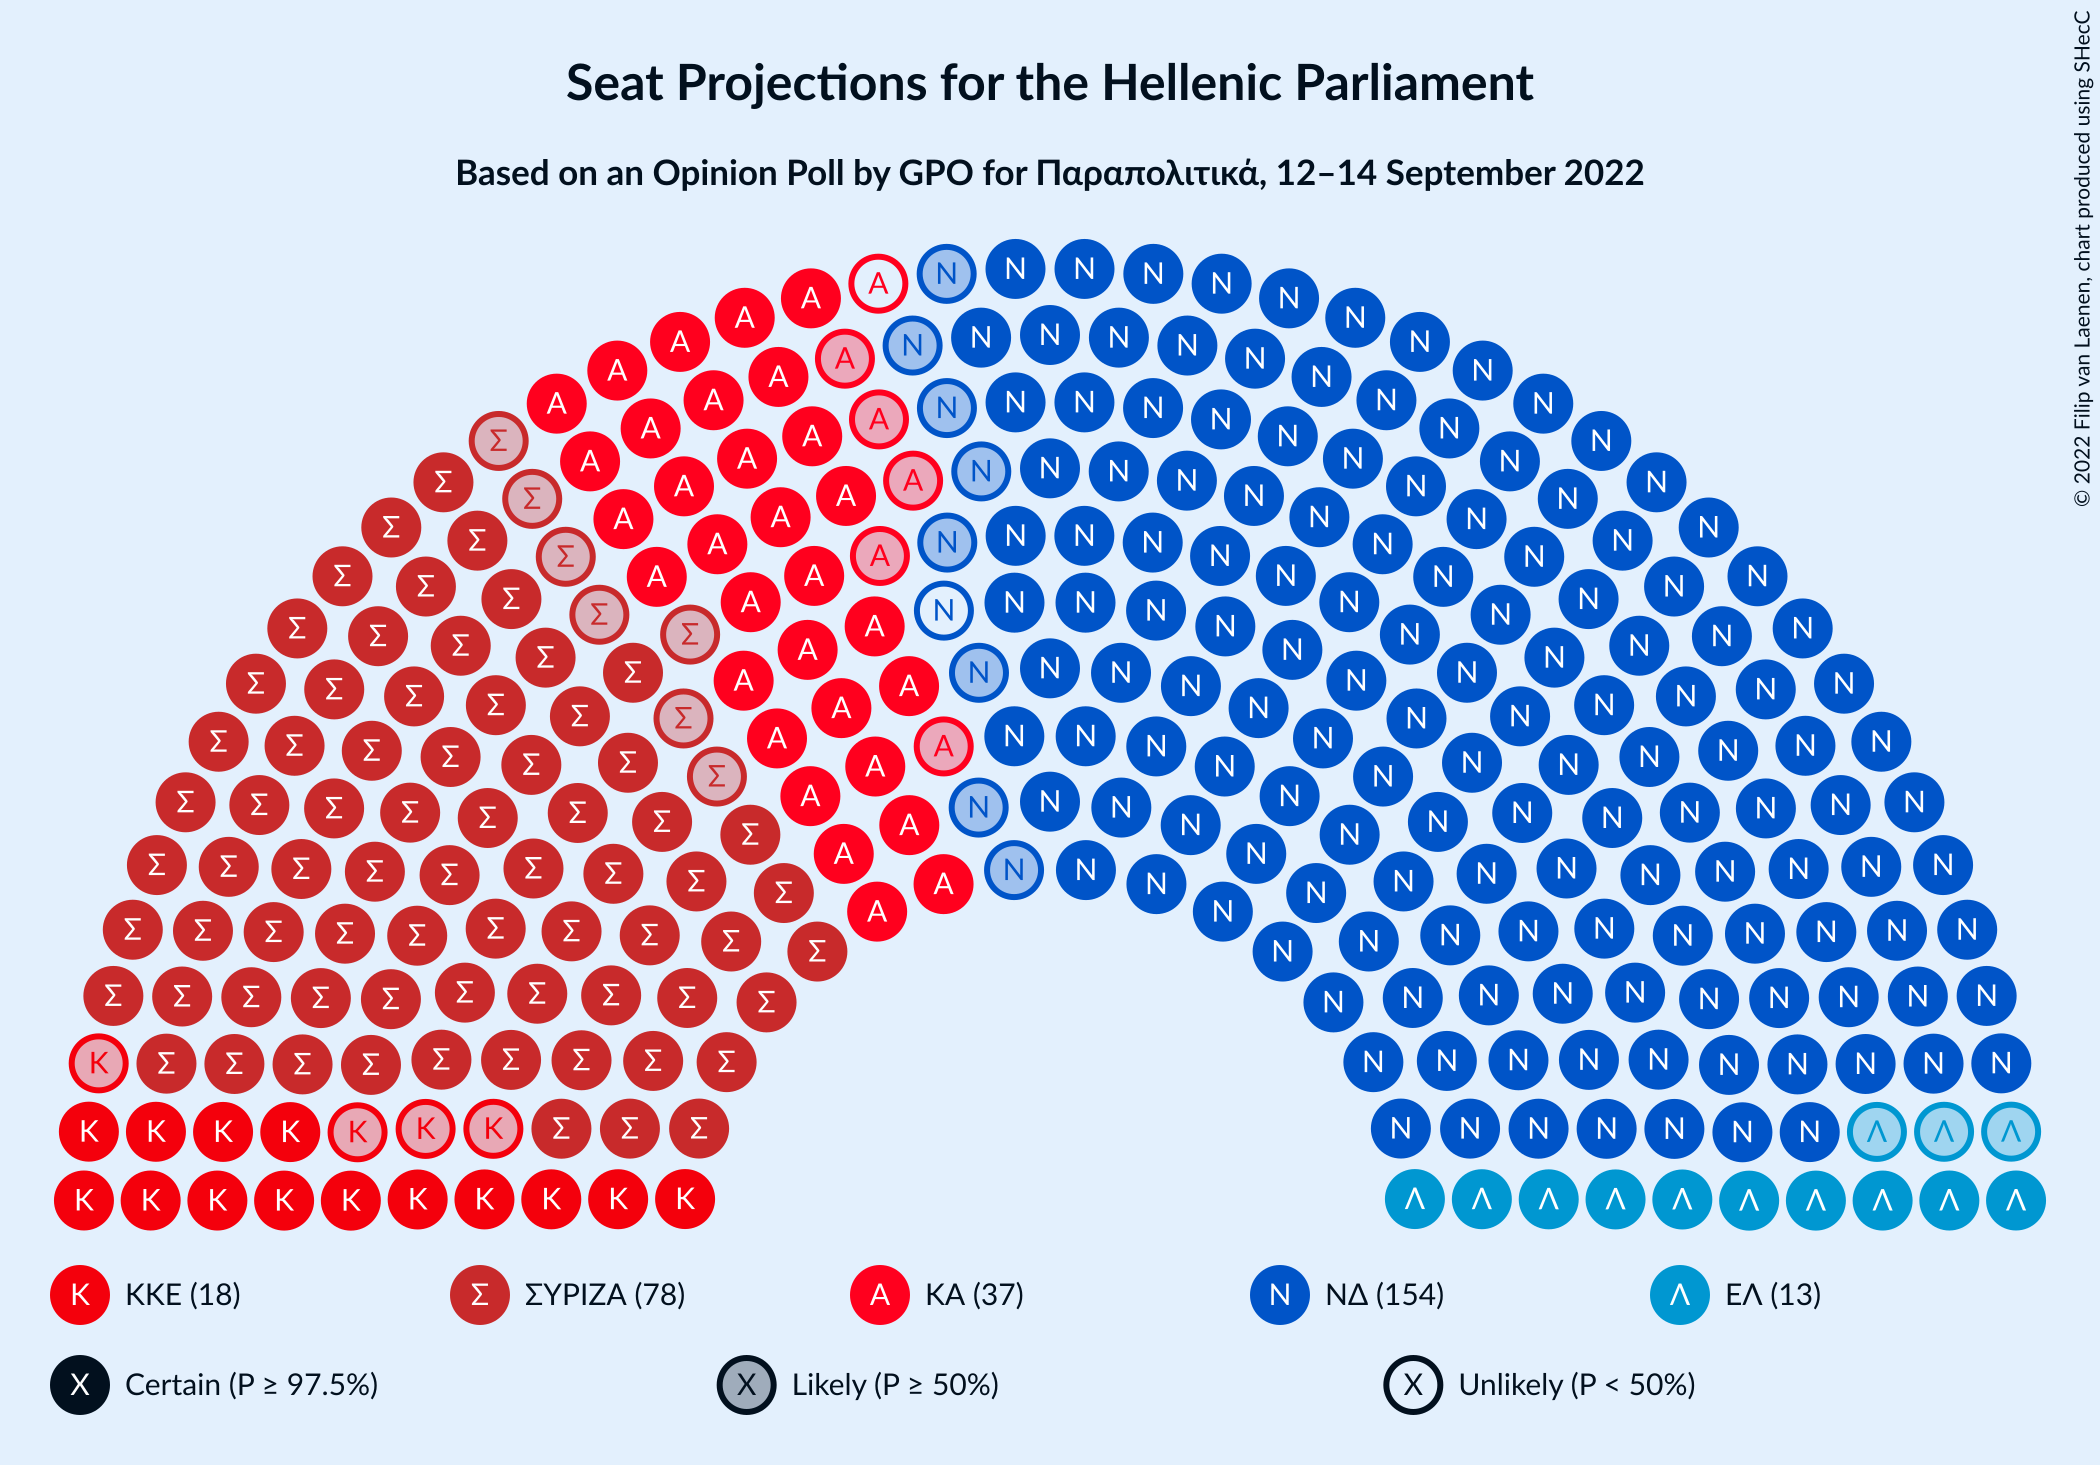 Seat Projections for the Hellenic Parliament
Based on an Opinion Poll by GPO for Παραπολιτικά, 12–14 September 2022
© 2022 Filip van Laenen, chart produced using SHecC
K ΚΚΕ (18)
Σ ΣΥΡΙΖΑ (78)
A ΚΑ (37)
N ΝΔ (154)
Λ ΕΛ (13)
X Certain (P ≥ 97.5%)
X Likely (P ≥ 50%)
X Unlikely (P < 50%)